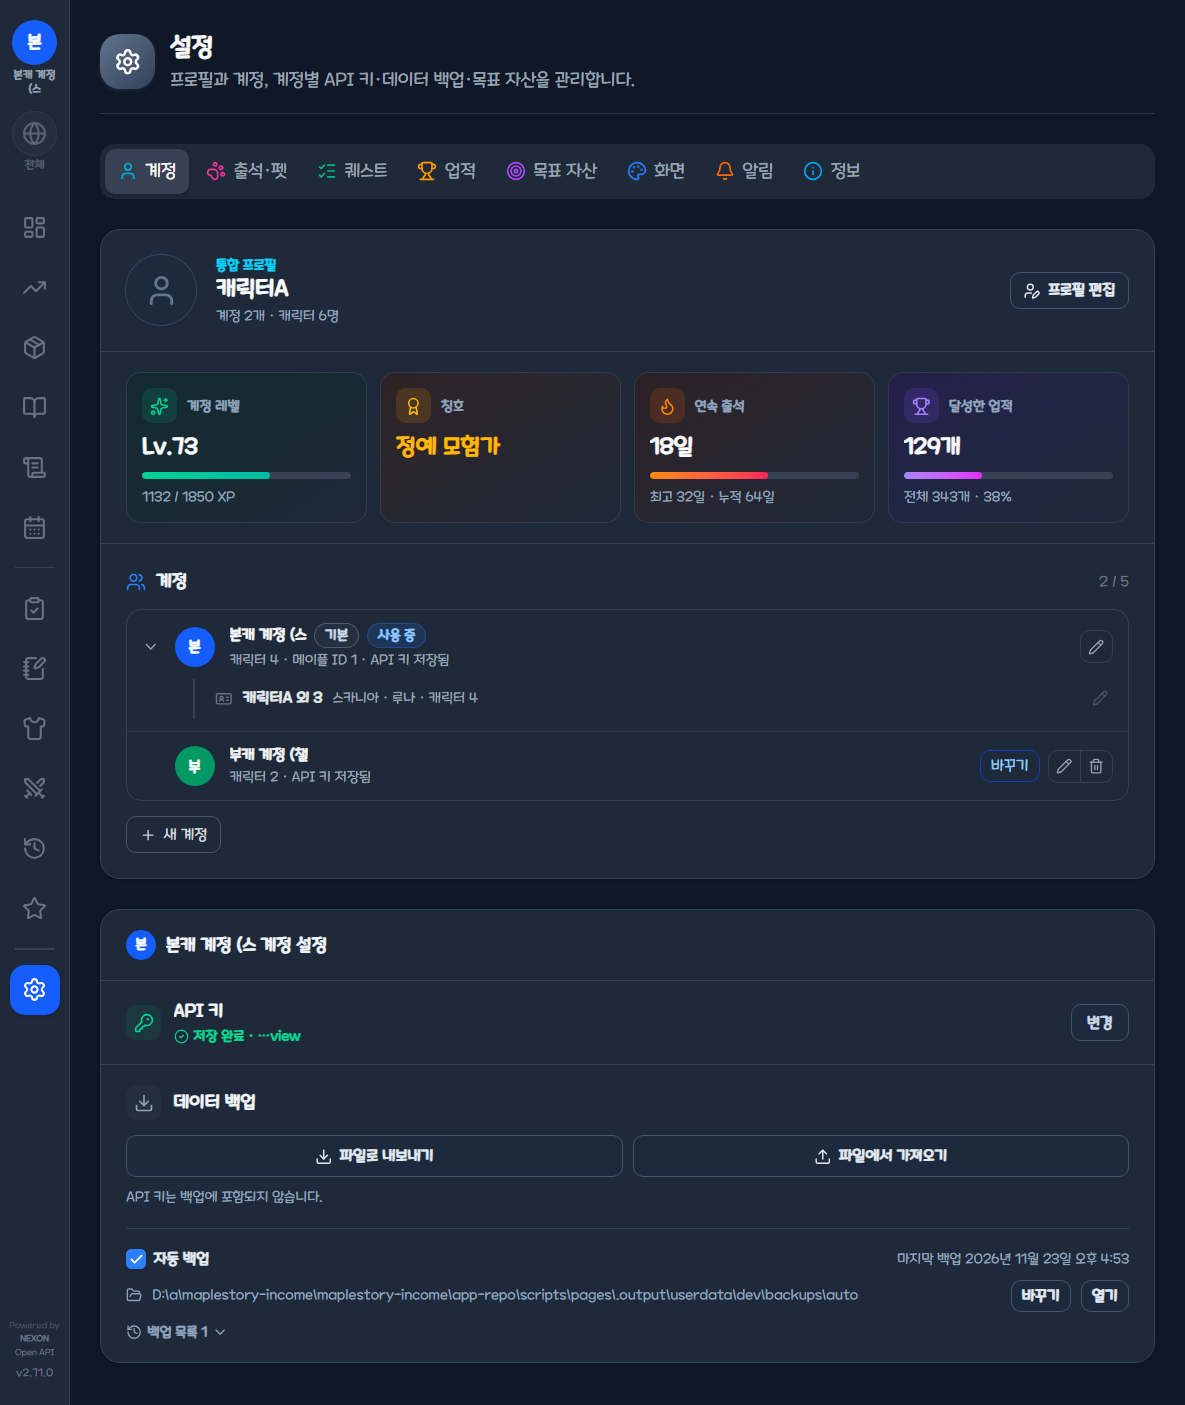 본
본캐 계정
(스
전체
Powered by
NEXON
Open API
v2.71.0
설정
프로필과 계정, 계정별 API 키·데이터 백업·목표 자산을 관리합니다.
계정
출석·펫
퀘스트
업적
목표 자산
화면
알림
정보
통합 프로필
캐릭터A
계정 2개 · 캐릭터 6명
프로필 편집
계정 레벨
Lv.73
1132 / 1850 XP
칭호
정예 모험가
연속 출석
18일
최고 32일 · 누적 64일
달성한 업적
129개
전체 343개 · 38%
계정
2 / 5
본
본캐 계정 (스
기본
사용 중
캐릭터 4 · 메이플 ID 1 · API 키 저장됨
캐릭터A 외 3 스카니아 · 루나 · 캐릭터 4
부
부캐 계정 (챌
캐릭터 2 · API 키 저장됨
바꾸기
새 계정
본
본캐 계정 (스 계정 설정
API 키
저장 완료 · ···view
변경
데이터 백업
파일로 내보내기
파일에서 가져오기
API 키는 백업에 포함되지 않습니다.
자동 백업
마지막 백업 2026년 11월 23일 오후 4:53
D:\a\maplestory-income\maplestory-income\app-repo\scripts\pages\.output\userdata\dev\backups\auto
바꾸기
열기
백업 목록 1